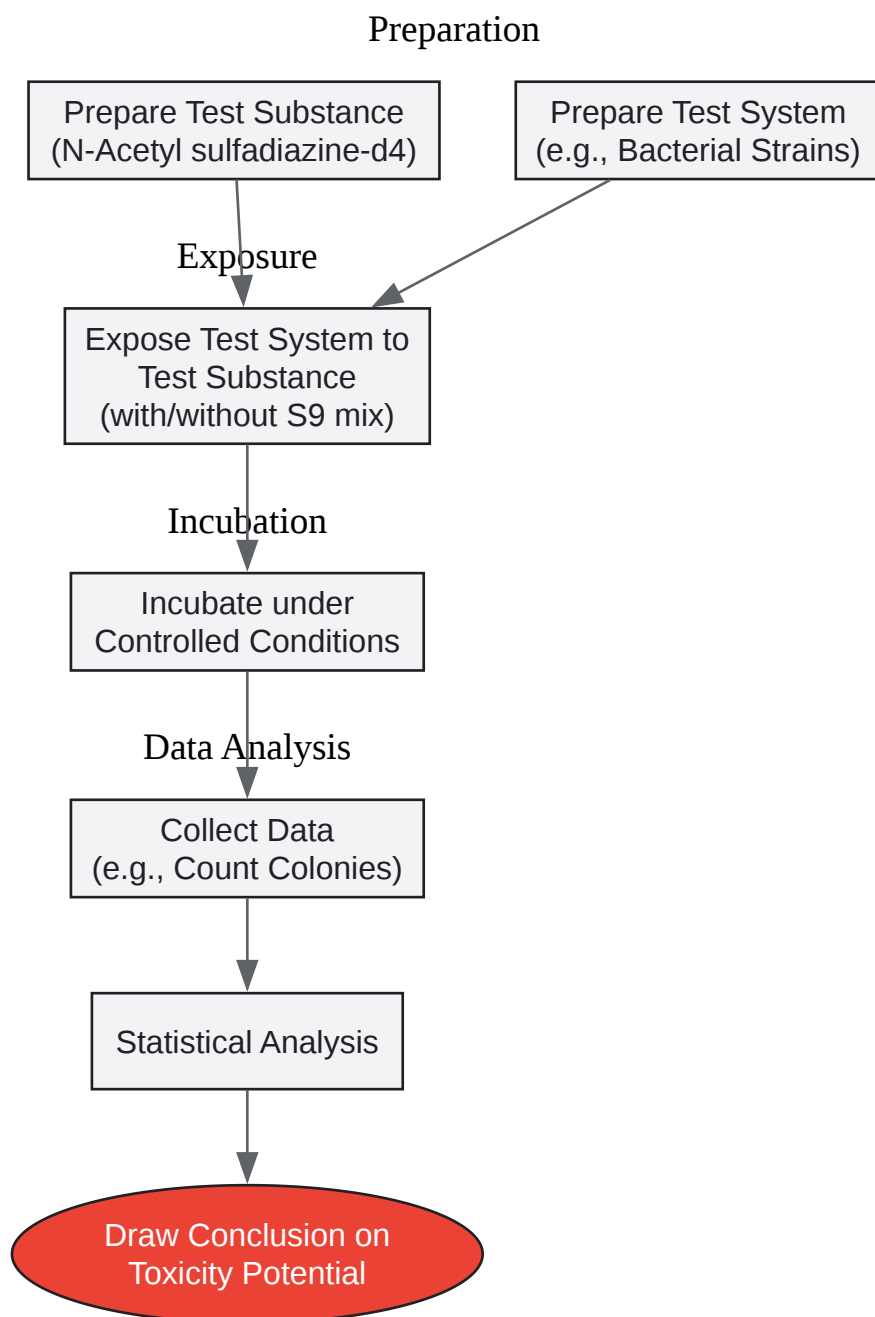 Preparation
Prepare Test Substance
(N-Acetyl sulfadiazine-d4)
Prepare Test System
(e.g., Bacterial Strains)
Exposure
Expose Test System to
Test Substance
(with/without S9 mix)
Incubation
Incubate under
Controlled Conditions
Data Analysis
Collect Data
(e.g., Count Colonies)
Statistical Analysis
Draw Conclusion on
Toxicity Potential